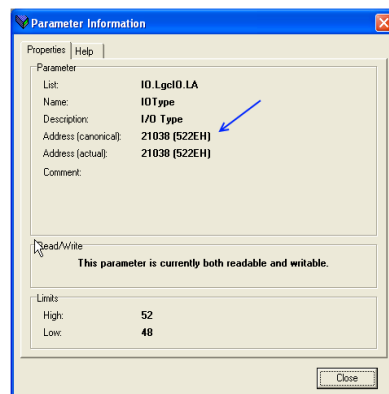 Parameter Information
Properties Help
Parameter
List: IO.LgcIO.LA
Name: IOType
Description: I/O Type
Address (canonical): 21038 (522EH)
Address (actual): 21038 (522EH)
Comment:
Read/Write
This parameter is currently both readable and writable.
Limits
High: 52
Low: 48
Close